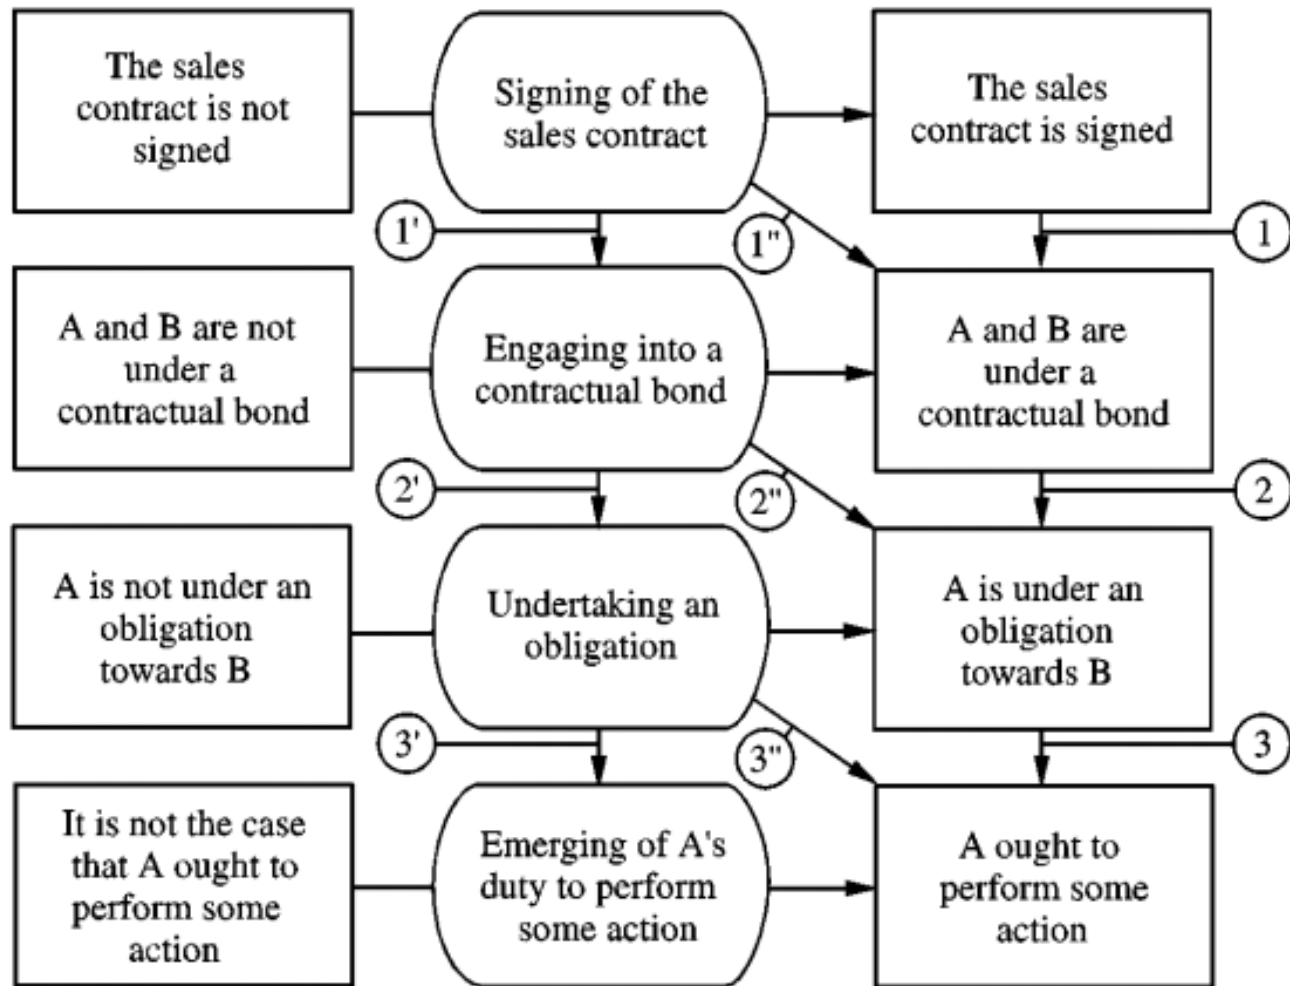 The sales
contract is not
signed
Signing of the
sales contract
The sales
contract is signed
1'
1"
1
A and B are not
under a
contractual bond
Engaging into a
contractual bond
A and B are
under a
contractual bond
2'
2"
2
A is not under an
obligation
towards B
Undertaking an
obligation
A is under an
obligation
towards B
3'
3"
3
It is not the case
that A ought to
perform some
action
Emerging of A's
duty to perform
some action
A ought to
perform some
action